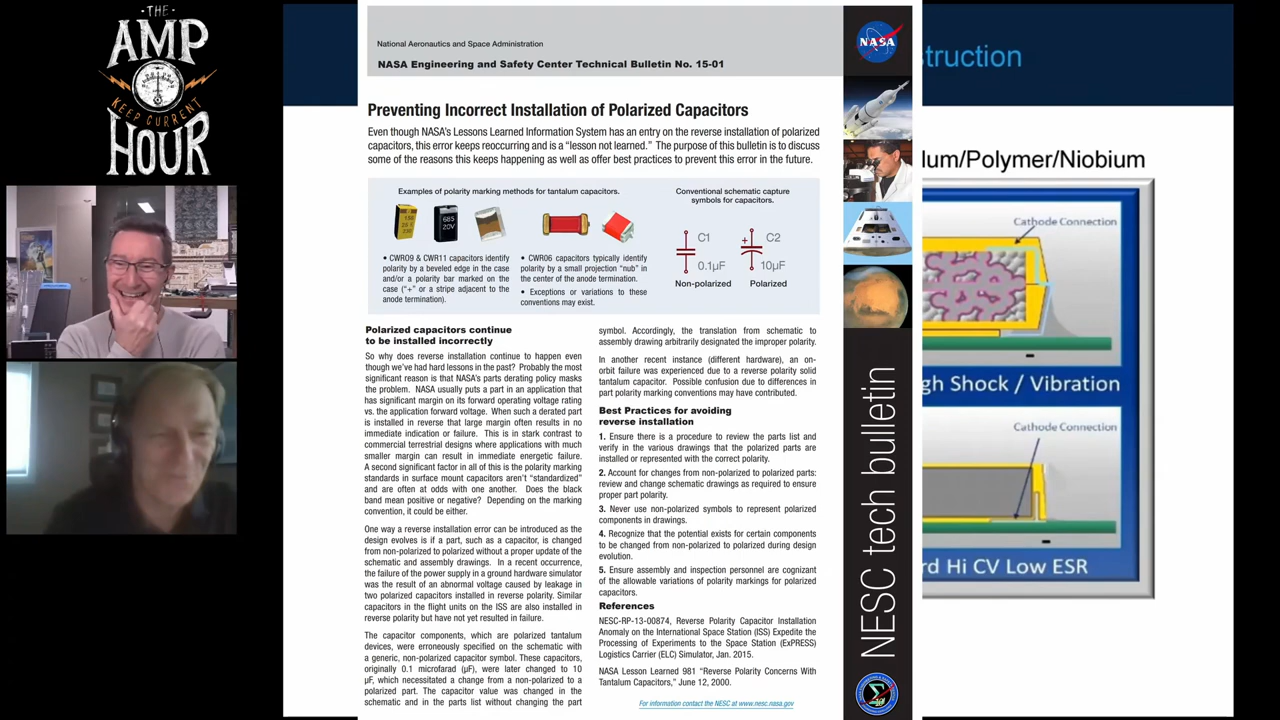 ·THE·
AMP
KEEP CURRENT
HOUR
National Aeronautics and Space Administration
NASA Engineering and Safety Center Technical Bulletin No. 15-01
NASA
Preventing Incorrect Installation of Polarized Capacitors
Even though NASA's Lessons Learned Information System has an entry on the reverse installation of polarized
capacitors, this error keeps reoccurring and is a “lesson not learned.” The purpose of this bulletin is to discuss
some of the reasons this keeps happening as well as offer best practices to prevent this error in the future.
Examples of polarity marking methods for tantalum capacitors.
685
20V
• CWR09 & CWR11 capacitors identify
polarity by a beveled edge in the case
and/or a polarity bar marked on the
case (“+” or a stripe adjacent to the
anode termination).
• CWR06 capacitors typically identify
polarity by a small projection “nub” in
the center of the anode termination.
• Exceptions or variations to these
conventions may exist.
Conventional schematic capture
symbols for capacitors.
C1
0.1µF
Non-polarized
+
C2
10µF
Polarized
Polarized capacitors continue
to be installed incorrectly
So why does reverse installation continue to happen even
though we've had hard lessons in the past? Probably the most
significant reason is that NASA's parts derating policy masks
the problem. NASA usually puts a part in an application that
has significant margin on its forward operating voltage rating
vs. the application forward voltage. When such a derated part
is installed in reverse that large margin often results in no
immediate indication or failure. This is in stark contrast to
commercial terrestrial designs where applications with much
smaller margin can result in immediate energetic failure.
A second significant factor in all of this is the polarity marking
standards in surface mount capacitors aren't “standardized”
and are often at odds with one another. Does the black
band mean positive or negative? Depending on the marking
convention, it could be either.
One way a reverse installation error can be introduced as the
design evolves is if a part, such as a capacitor, is changed
from non-polarized to polarized without a proper update of the
schematic and assembly drawings. In a recent occurrence,
the failure of the power supply in a ground hardware simulator
was the result of an abnormal voltage caused by leakage in
two polarized capacitors installed in reverse polarity. Similar
capacitors in the flight units on the ISS are also installed in
reverse polarity but have not yet resulted in failure.
The capacitor components, which are polarized tantalum
devices, were erroneously specified on the schematic with
a generic, non-polarized capacitor symbol. These capacitors,
originally 0.1 microfarad (µF), were later changed to 10
µF, which necessitated a change from a non-polarized to a
polarized part. The capacitor value was changed in the
schematic and in the parts list without changing the part
symbol. Accordingly, the translation from schematic to
assembly drawing arbitrarily designated the improper polarity.
In another recent instance (different hardware), an on-
orbit failure was experienced due to a reverse polarity solid
tantalum capacitor. Possible confusion due to differences in
part polarity marking conventions may have contributed.
Best Practices for avoiding
reverse installation
1. Ensure there is a procedure to review the parts list and
verify in the various drawings that the polarized parts are
installed or represented with the correct polarity.
2. Account for changes from non-polarized to polarized parts:
review and change schematic drawings as required to ensure
proper part polarity.
3. Never use non-polarized symbols to represent polarized
components in drawings.
4. Recognize that the potential exists for certain components
to be changed from non-polarized to polarized during design
evolution.
5. Ensure assembly and inspection personnel are cognizant
of the allowable variations of polarity markings for polarized
capacitors.
References
NESC-RP-13-00874, Reverse Polarity Capacitor Installation
Anomaly on the International Space Station (ISS) Expedite the
Processing of Experiments to the Space Station (ExPRESS)
Logistics Carrier (ELC) Simulator, Jan. 2015.
NASA Lesson Learned 981 “Reverse Polarity Concerns With
Tantalum Capacitors,” June 12, 2000.
For information contact the NESC at www.nesc.nasa.gov
NESC tech bulletin
struction
lum/Polymer/Niobium
Cathode Connection
gh Shock / Vibration
Cathode Connection
rd Hi CV Low ESR